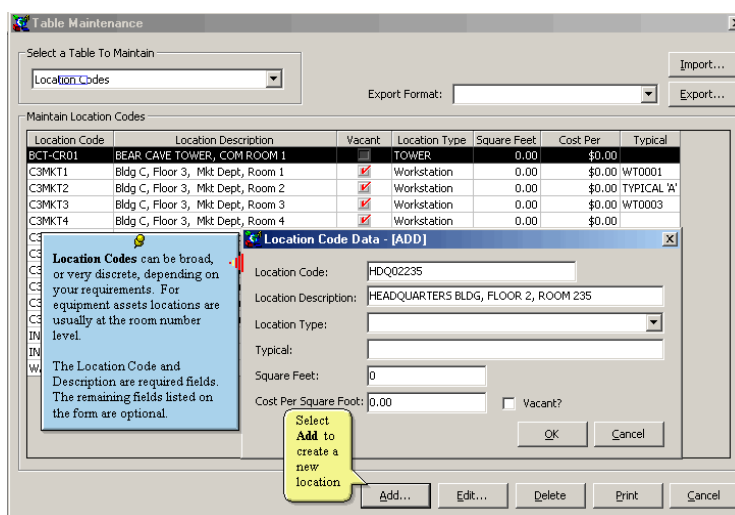 Table Maintenance
Select a Table To Maintain
Location Codes
Import...
Export Format:
Export...
Maintain Location Codes
Location Code Location Description Vacant Location Type Square Feet Cost Per Typical
BCT-CR01 BEAR CAVE TOWER, COM ROOM 1 TOWER 0.00 $0.00
C3MKT1 Bldg C, Floor 3, Mkt Dept, Room 1 Workstation 0.00 $0.00 WT0001
C3MKT2 Bldg C, Floor 3, Mkt Dept, Room 2 Workstation 0.00 $0.00 TYPICAL 'A'
C3MKT3 Bldg C, Floor 3, Mkt Dept, Room 3 Workstation 0.00 $0.00 WT0003
C3MKT4 Bldg C, Floor 3, Mkt Dept, Room 4 Workstation 0.00 $0.00
Location Codes can be broad,
or very discrete, depending on
your requirements. For
equipment assets locations are
usually at the room number
level.
The Location Code and
Description are required fields.
The remaining fields listed on
the form are optional.
Location Code Data - [ADD]
Location Code: HDQ02235
Location Description: HEADQUARTERS BLDG, FLOOR 2, ROOM 235
Location Type:
Typical:
Square Feet: 0
Cost Per Square Foot: 0.00 Vacant?
OK Cancel
Select
Add to
create a
new
location
Add... Edit... Delete Print Cancel